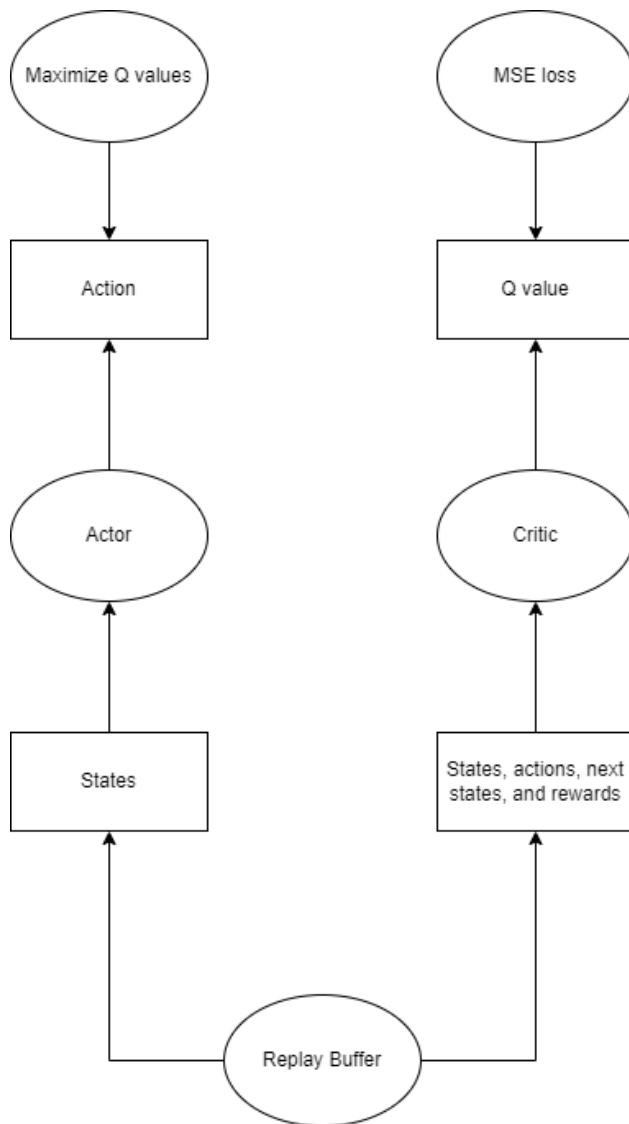 Maximize Q values
MSE loss
Action
Q value
Actor
Critic
States
States, actions, next
states, and rewards
Replay Buffer